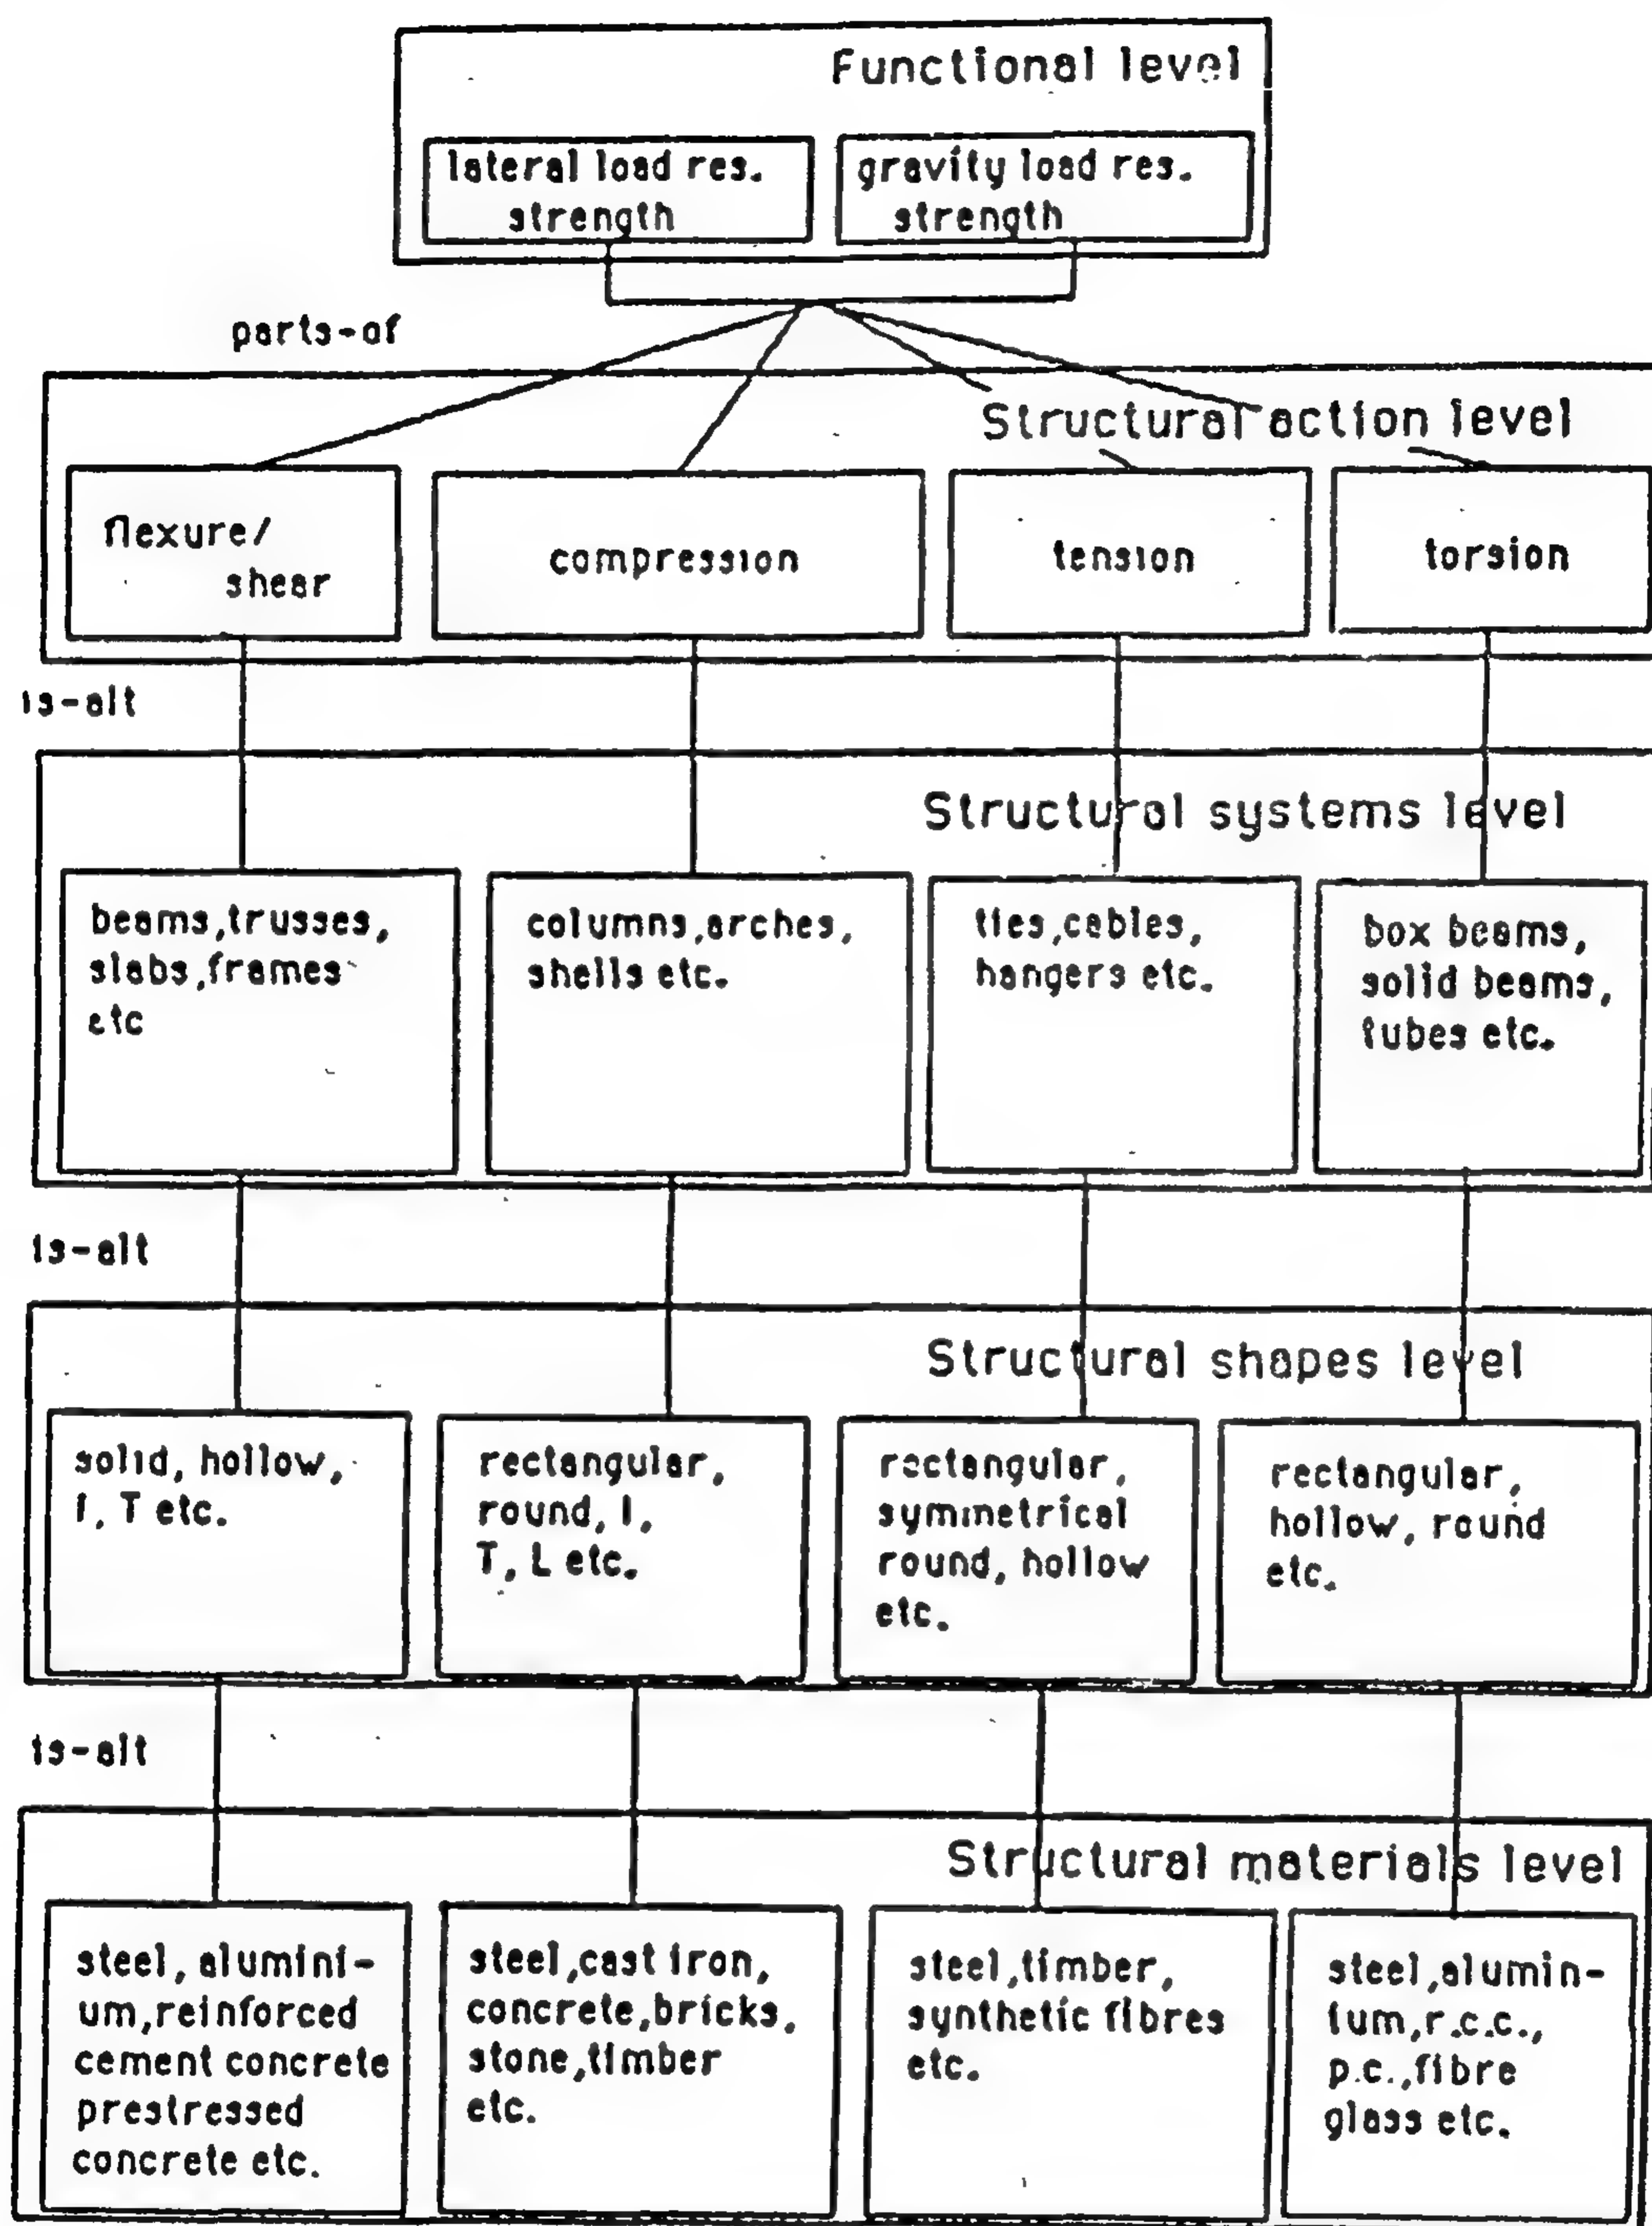 Functional level
lateral load res.
strength
gravity load res.
strength
parts-of
Structural action level
flexure/
shear
compression
tension
torsion
is-alt
Structural systems level
beams,trusses,
slabs,frames
etc
columns,arches,
shells etc.
ties,cables,
hangers etc.
box beams,
solid beams,
tubes etc.
is-alt
Structural shapes level
solid, hollow,
I, T etc.
rectangular,
round, I,
T, L etc.
rectangular,
symmetrical
round, hollow
etc.
rectangular,
hollow, round
etc.
is-alt
Structural materials level
steel, alumini-
um,reinforced
cement concrete
prestressed
concrete etc.
steel,cast iron,
concrete,bricks,
stone,timber
etc.
steel,timber,
synthetic fibres
etc.
steel,alumin-
ium,r.c.c.,
p.c.,fibre
glass etc.